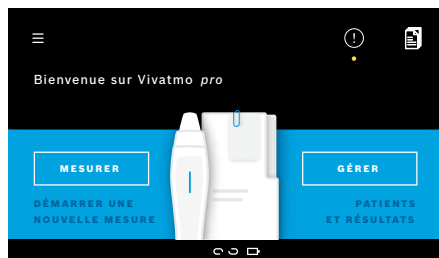 Bienvenue sur Vivatmo pro
MESURER
GÉRER
DÉMARRER UNE
NOUVELLE MESURE
PATIENTS
ET RÉSULTATS